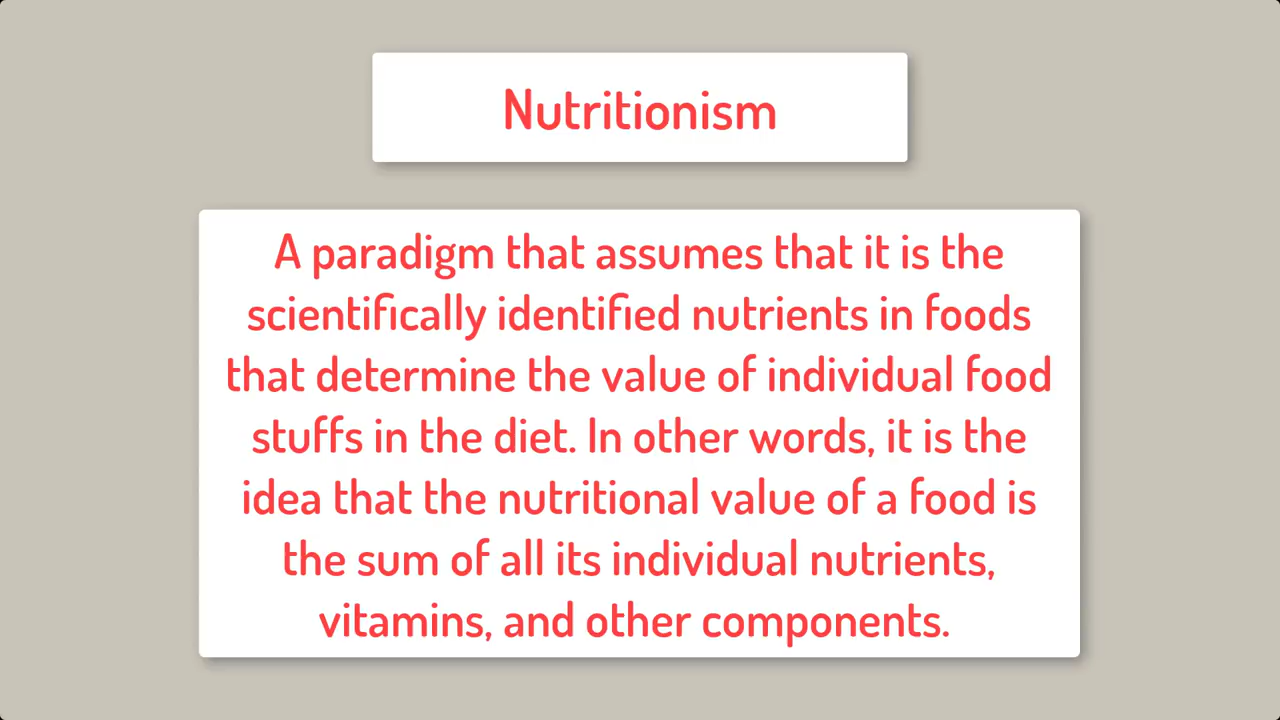 Nutritionism
A paradigm that assumes that it is the
scientifically identified nutrients in foods
that determine the value of individual food
stuffs in the diet. In other words, it is the
idea that the nutritional value of a food is
the sum of all its individual nutrients,
vitamins, and other components.